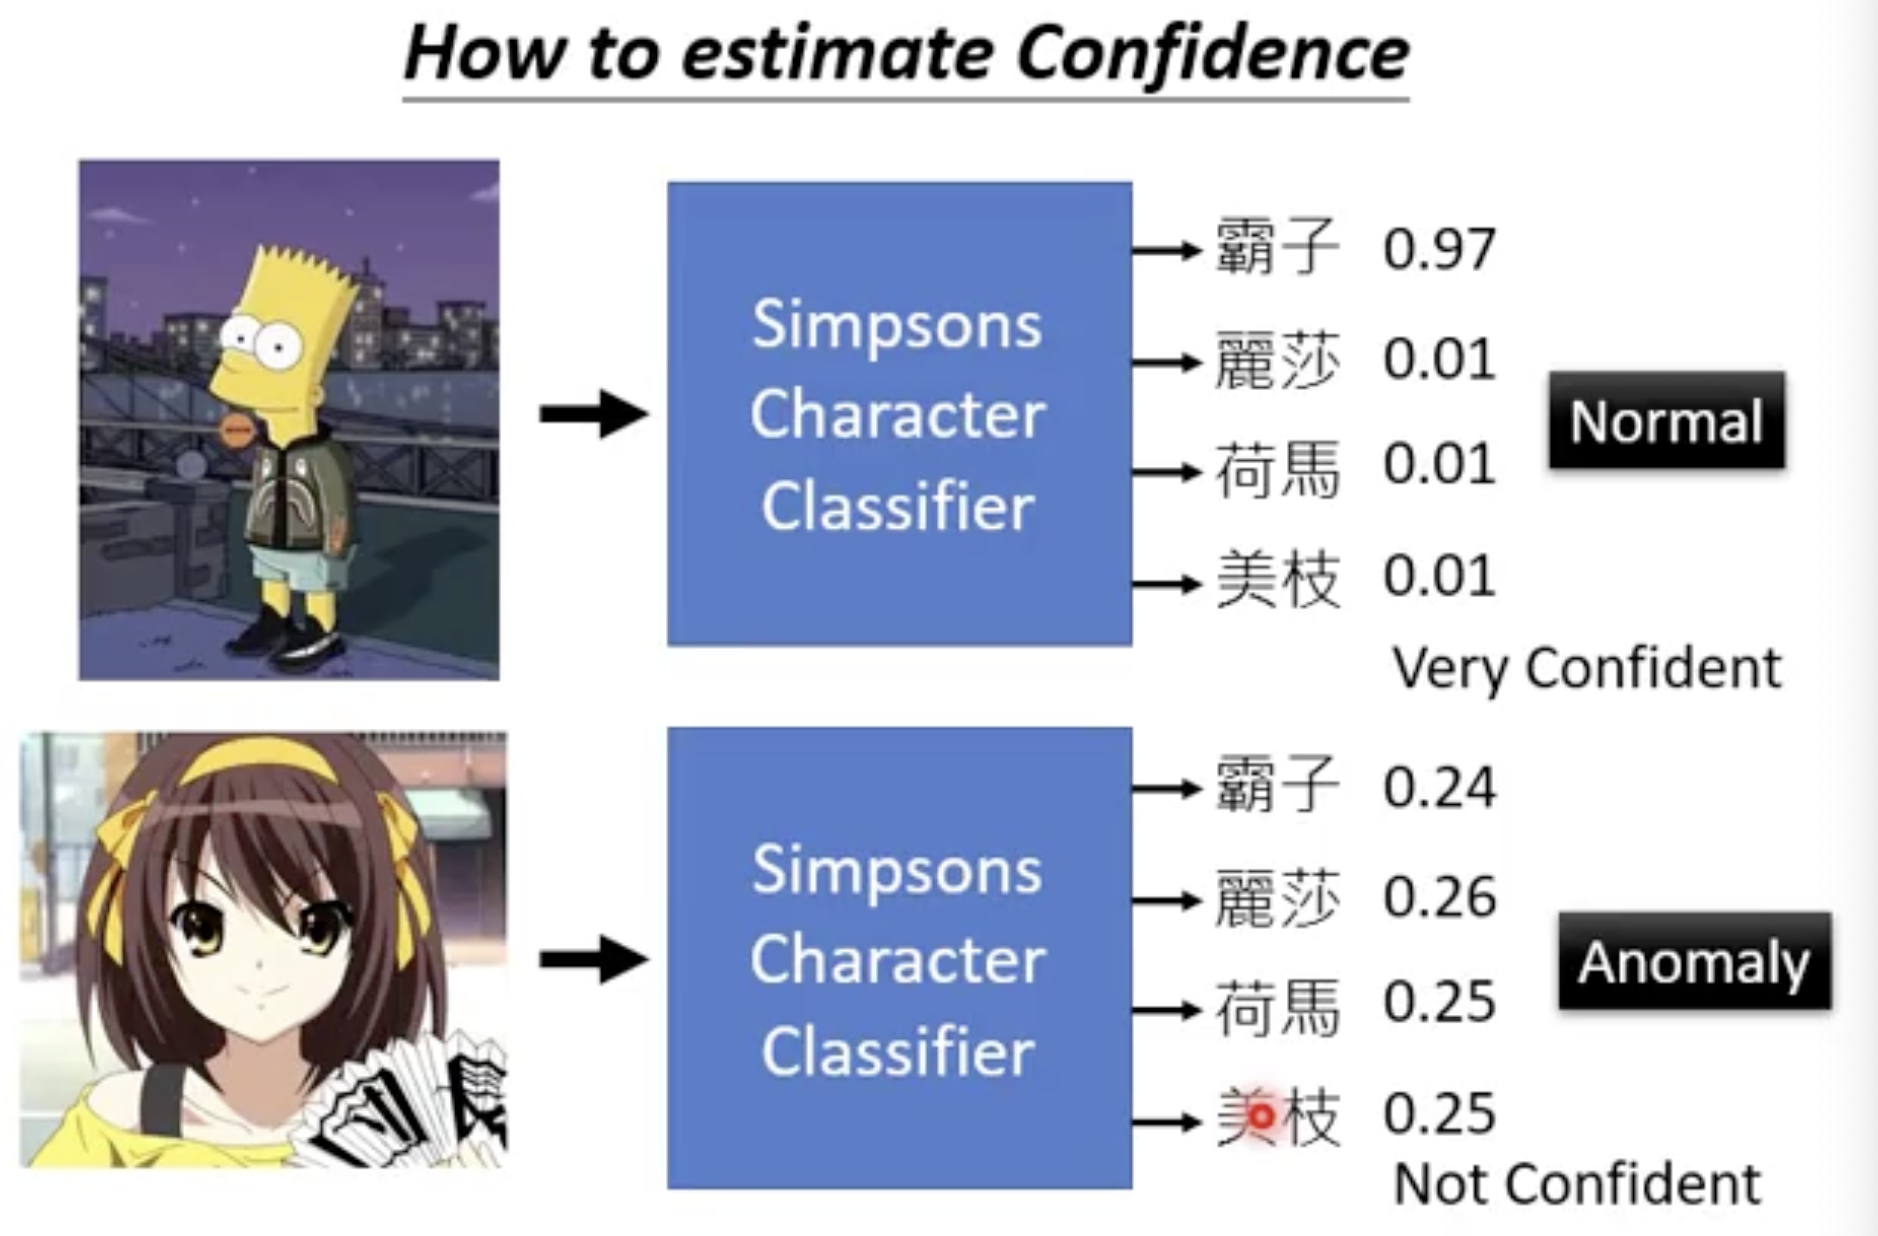 How to estimate Confidence
Simpsons
Character
Classifier
霸子 0.97
麗莎 0.01
荷馬 0.01
美枝 0.01
Normal
Very Confident
Simpsons
Character
Classifier
霸子 0.24
麗莎 0.26
荷馬 0.25
美枝 0.25
Anomaly
Not Confident